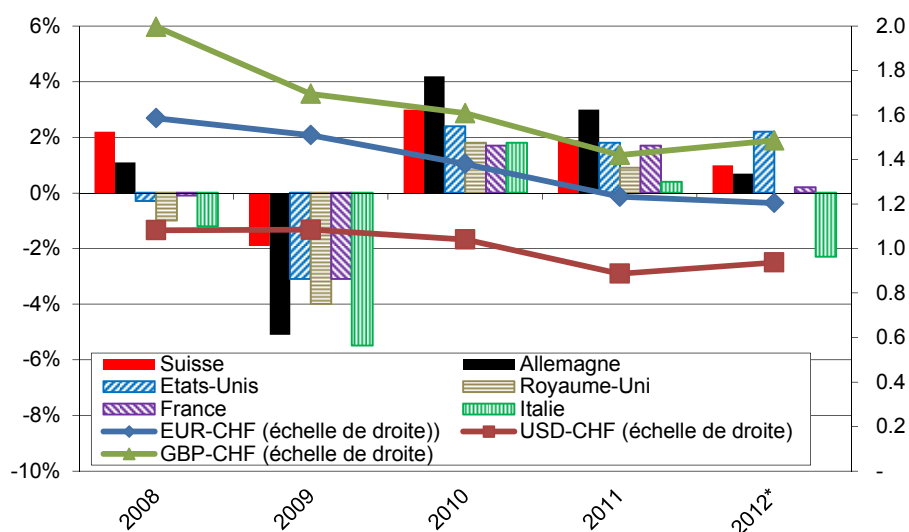 6%
4%
2%
0%
-2%
-4%
-6%
-8%
-10%
2.0
1.8
1.6
1.4
1.2
1.0
0.8
0.6
0.4
0.2
-
Suisse
Allemagne
Etats-Unis
Royaume-Uni
France
Italie
EUR-CHF (échelle de droite))
USD-CHF (échelle de droite)
GBP-CHF (échelle de droite)
2008
2009
2010
2011
2012*